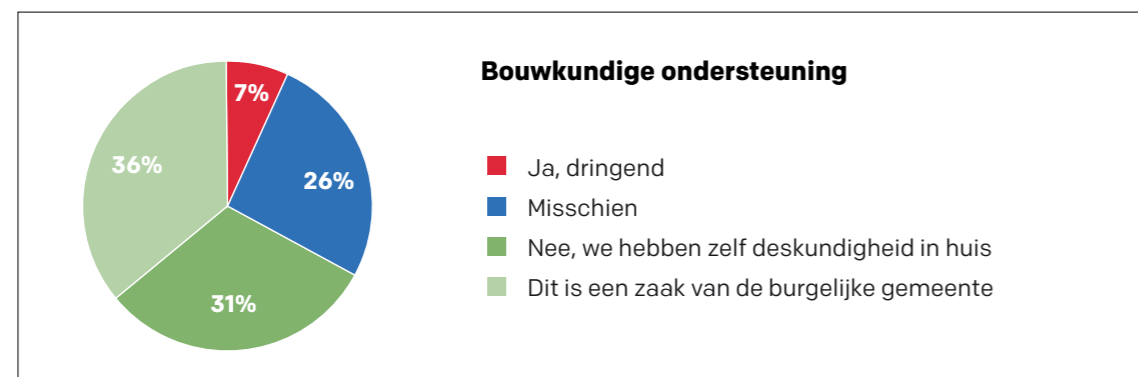 Bouwkundige ondersteuning
7%
26%
31%
36%
Ja, dringend
Misschien
Nee, we hebben zelf deskundigheid in huis
Dit is een zaak van de burgelijke gemeente